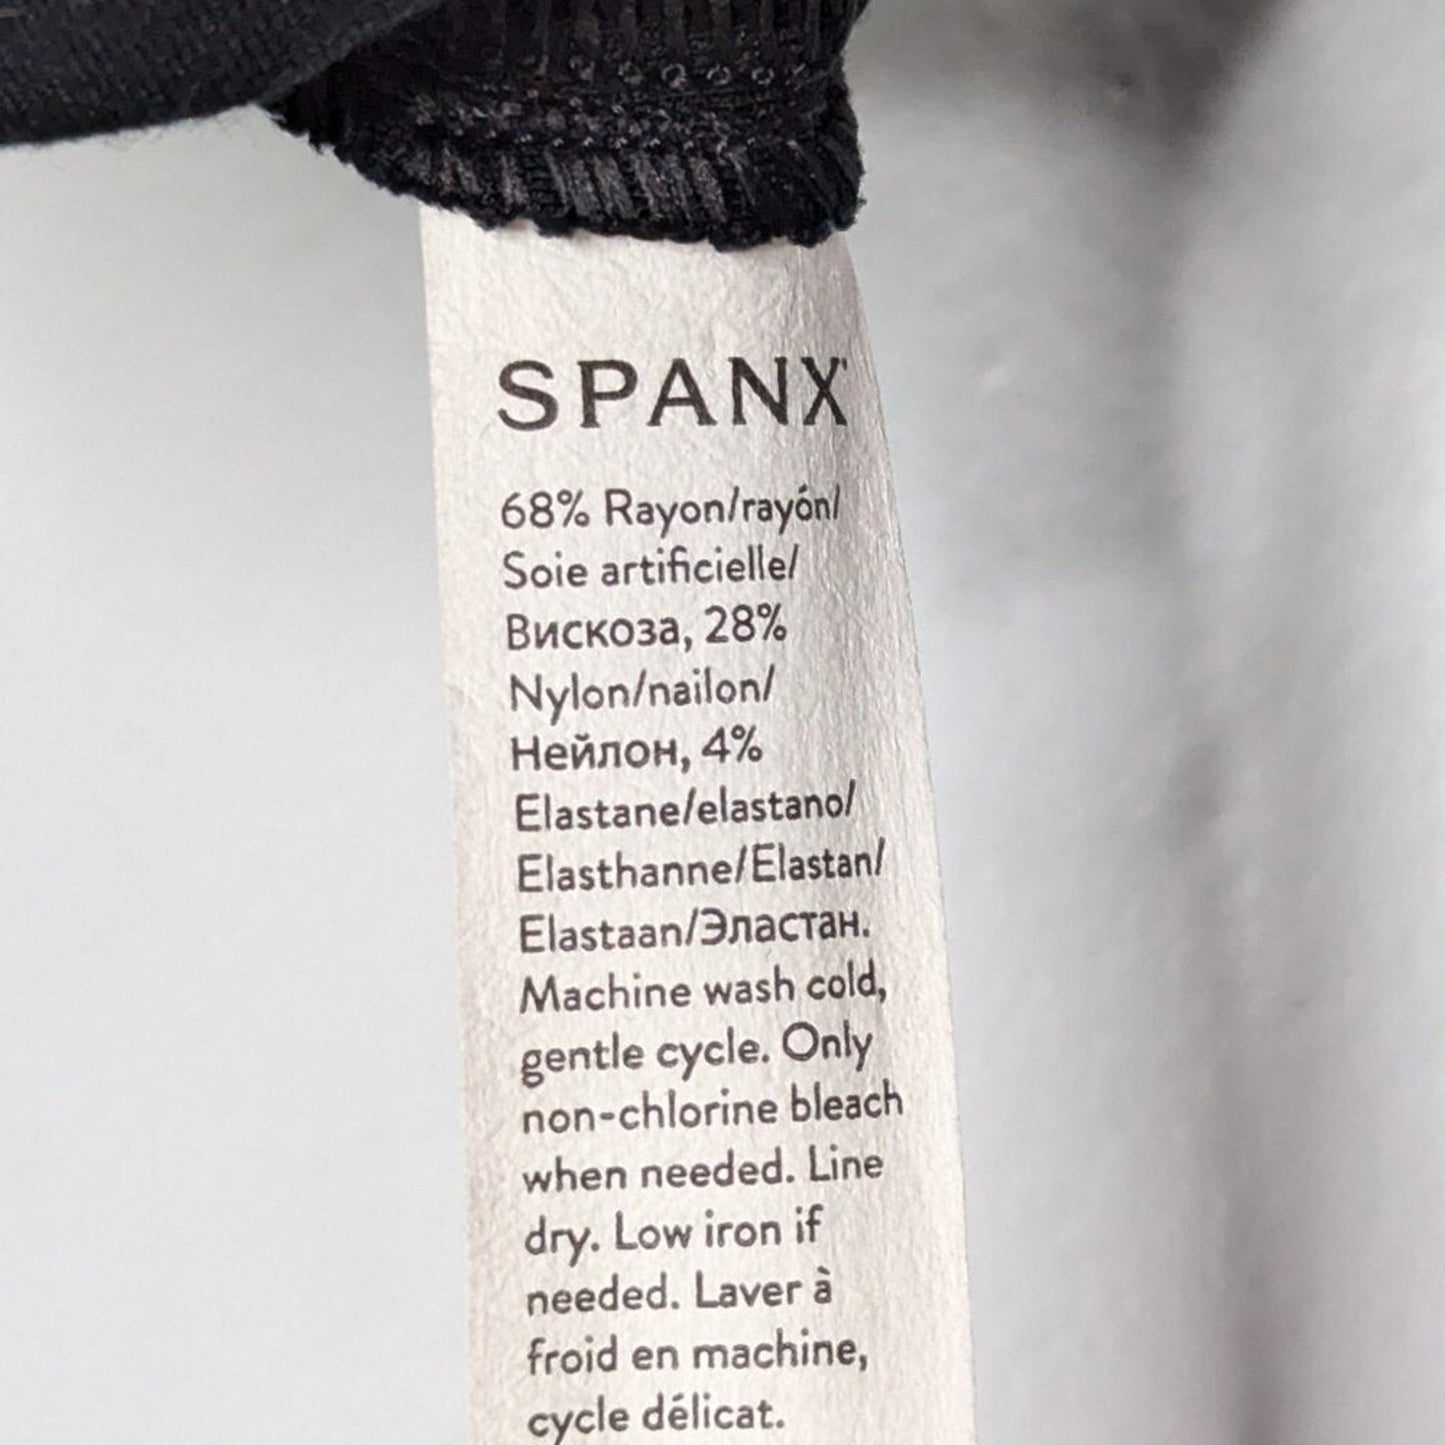 SPANX
68% Rayon/rayón/
Soie artificielle/
Вискоза, 28%
Nylon/nailon/
Нейлон, 4%
Elastane/elastano/
Elasthanne/Elastan/
Elastaan/Эластан.
Machine wash cold,
gentle cycle. Only
non-chlorine bleach
when needed. Line
dry. Low iron if
needed. Laver à
froid en machine,
cycle délicat.